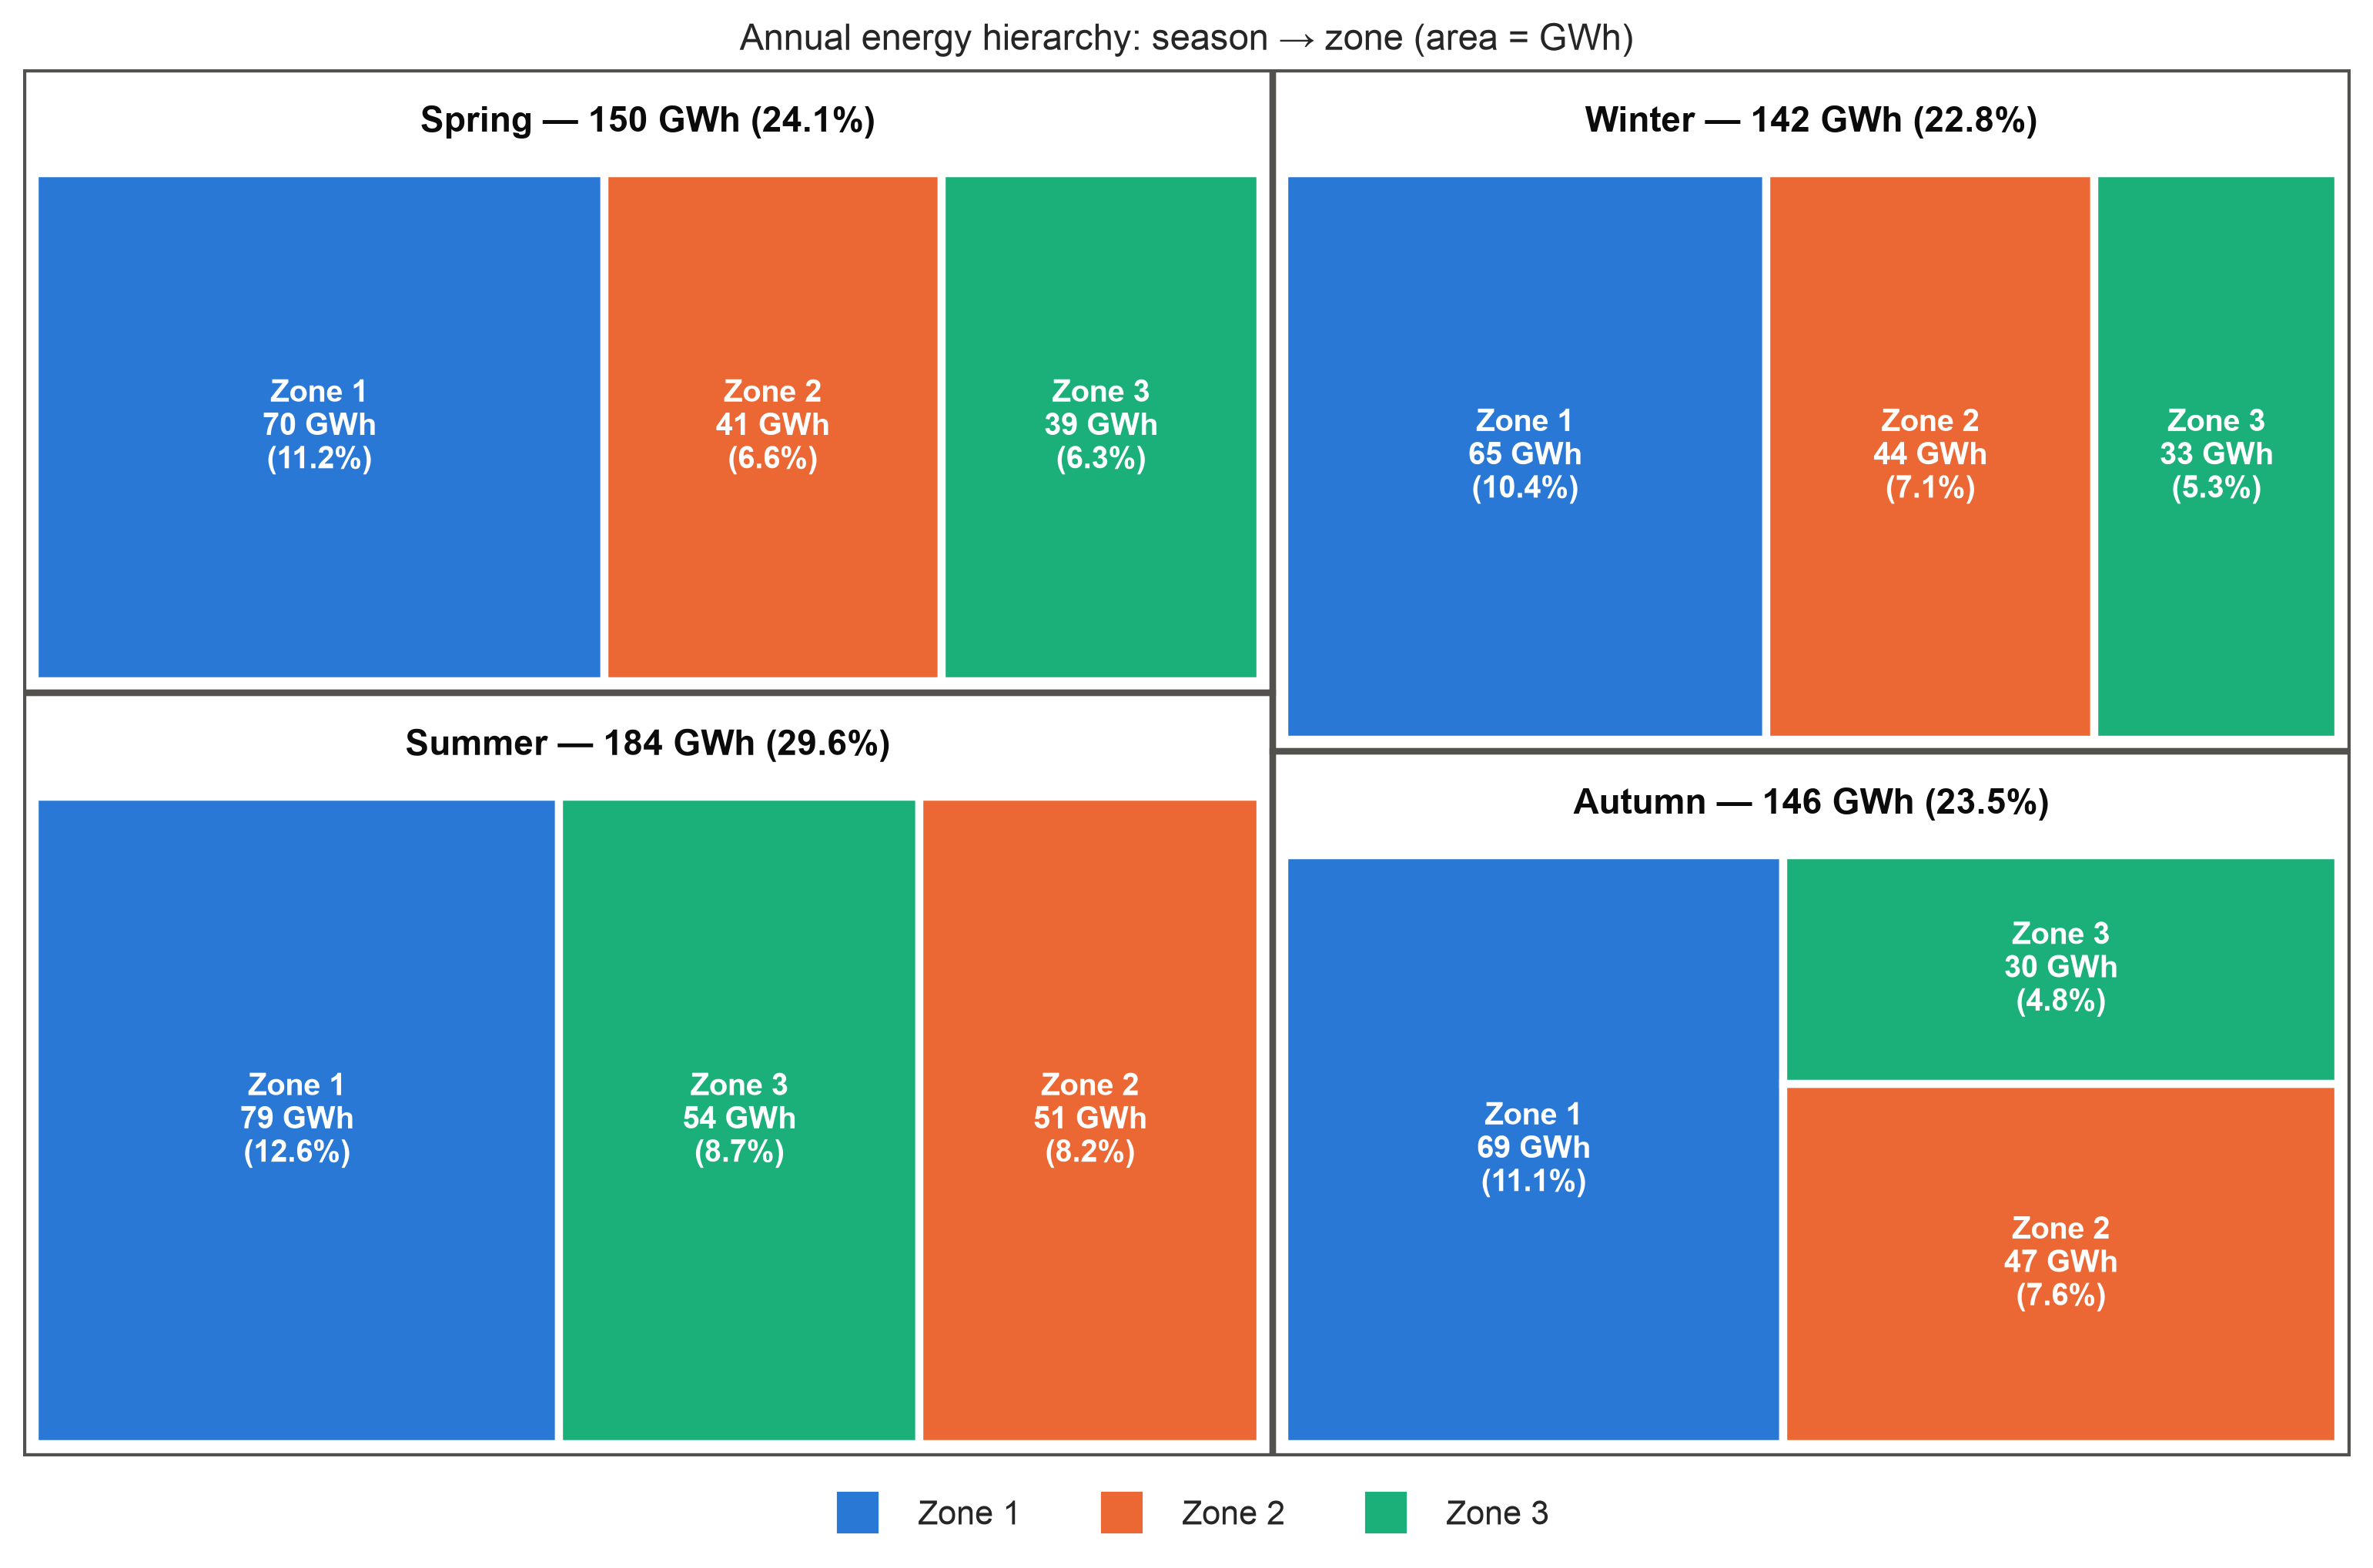 Annual energy hierarchy: season → zone (area = GWh)
Spring — 150 GWh (24.1%)
Zone 1
70 GWh
(11.2%)
Zone 2
41 GWh
(6.6%)
Zone 3
39 GWh
(6.3%)
Winter — 142 GWh (22.8%)
Zone 1
65 GWh
(10.4%)
Zone 2
44 GWh
(7.1%)
Zone 3
33 GWh
(5.3%)
Summer — 184 GWh (29.6%)
Zone 1
79 GWh
(12.6%)
Zone 3
54 GWh
(8.7%)
Zone 2
51 GWh
(8.2%)
Autumn — 146 GWh (23.5%)
Zone 1
69 GWh
(11.1%)
Zone 3
30 GWh
(4.8%)
Zone 2
47 GWh
(7.6%)
Zone 1
Zone 2
Zone 3